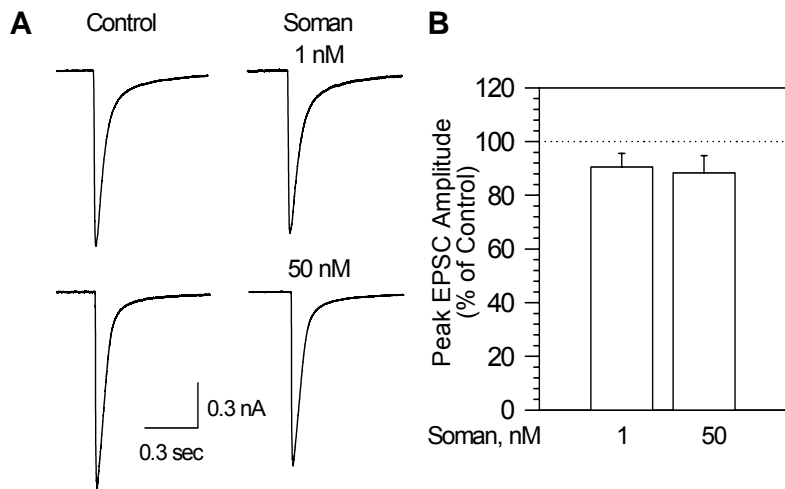 A
Control
Soman
1 nM
50 nM
0.3 nA
0.3 sec
B
Peak EPSC Amplitude
(% of Control)
120
100
80
60
40
20
0
Soman, nM
1
50